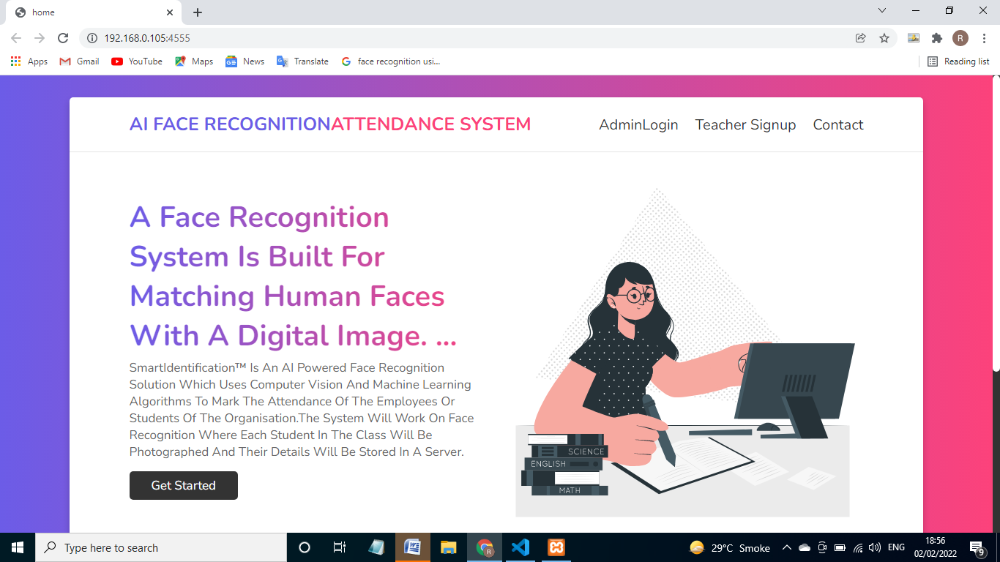 home
192.168.0.105:4555
R
Apps Gmail YouTube Maps News Translate face recognition usi... Reading list
AI FACE RECOGNITIONATTENDANCE SYSTEM
AdminLogin Teacher Signup Contact
A Face Recognition
System Is Built For
Matching Human Faces
With A Digital Image. ...
SmartIdentification™ Is An AI Powered Face Recognition
Solution Which Uses Computer Vision And Machine Learning
Algorithms To Mark The Attendance Of The Employees Or
Students Of The Organisation.The System Will Work On Face
Recognition Where Each Student In The Class Will Be
Photographed And Their Details Will Be Stored In A Server.
Get Started
SCIENCE
ENGLISH
MATH
Type here to search
29°C Smoke
ENG
18:56
02/02/2022
9